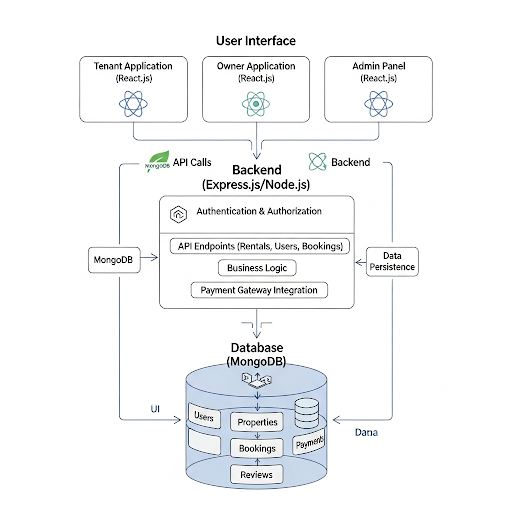 User Interface
Tenant Application
(React.js)
Owner Application
(React.js)
Admin Panel
(React.js)
MongoDB
API Calls
Backend
Backend
(Express.js/Node.js)
Authentication & Authorization
API Endpoints (Rentals, Users, Bookings)
Business Logic
Payment Gateway Integration
MongoDB
Data
Persistence
Database
(MongoDB)
UI
Users
Properties
Payments
Dana
Bookings
Reviews